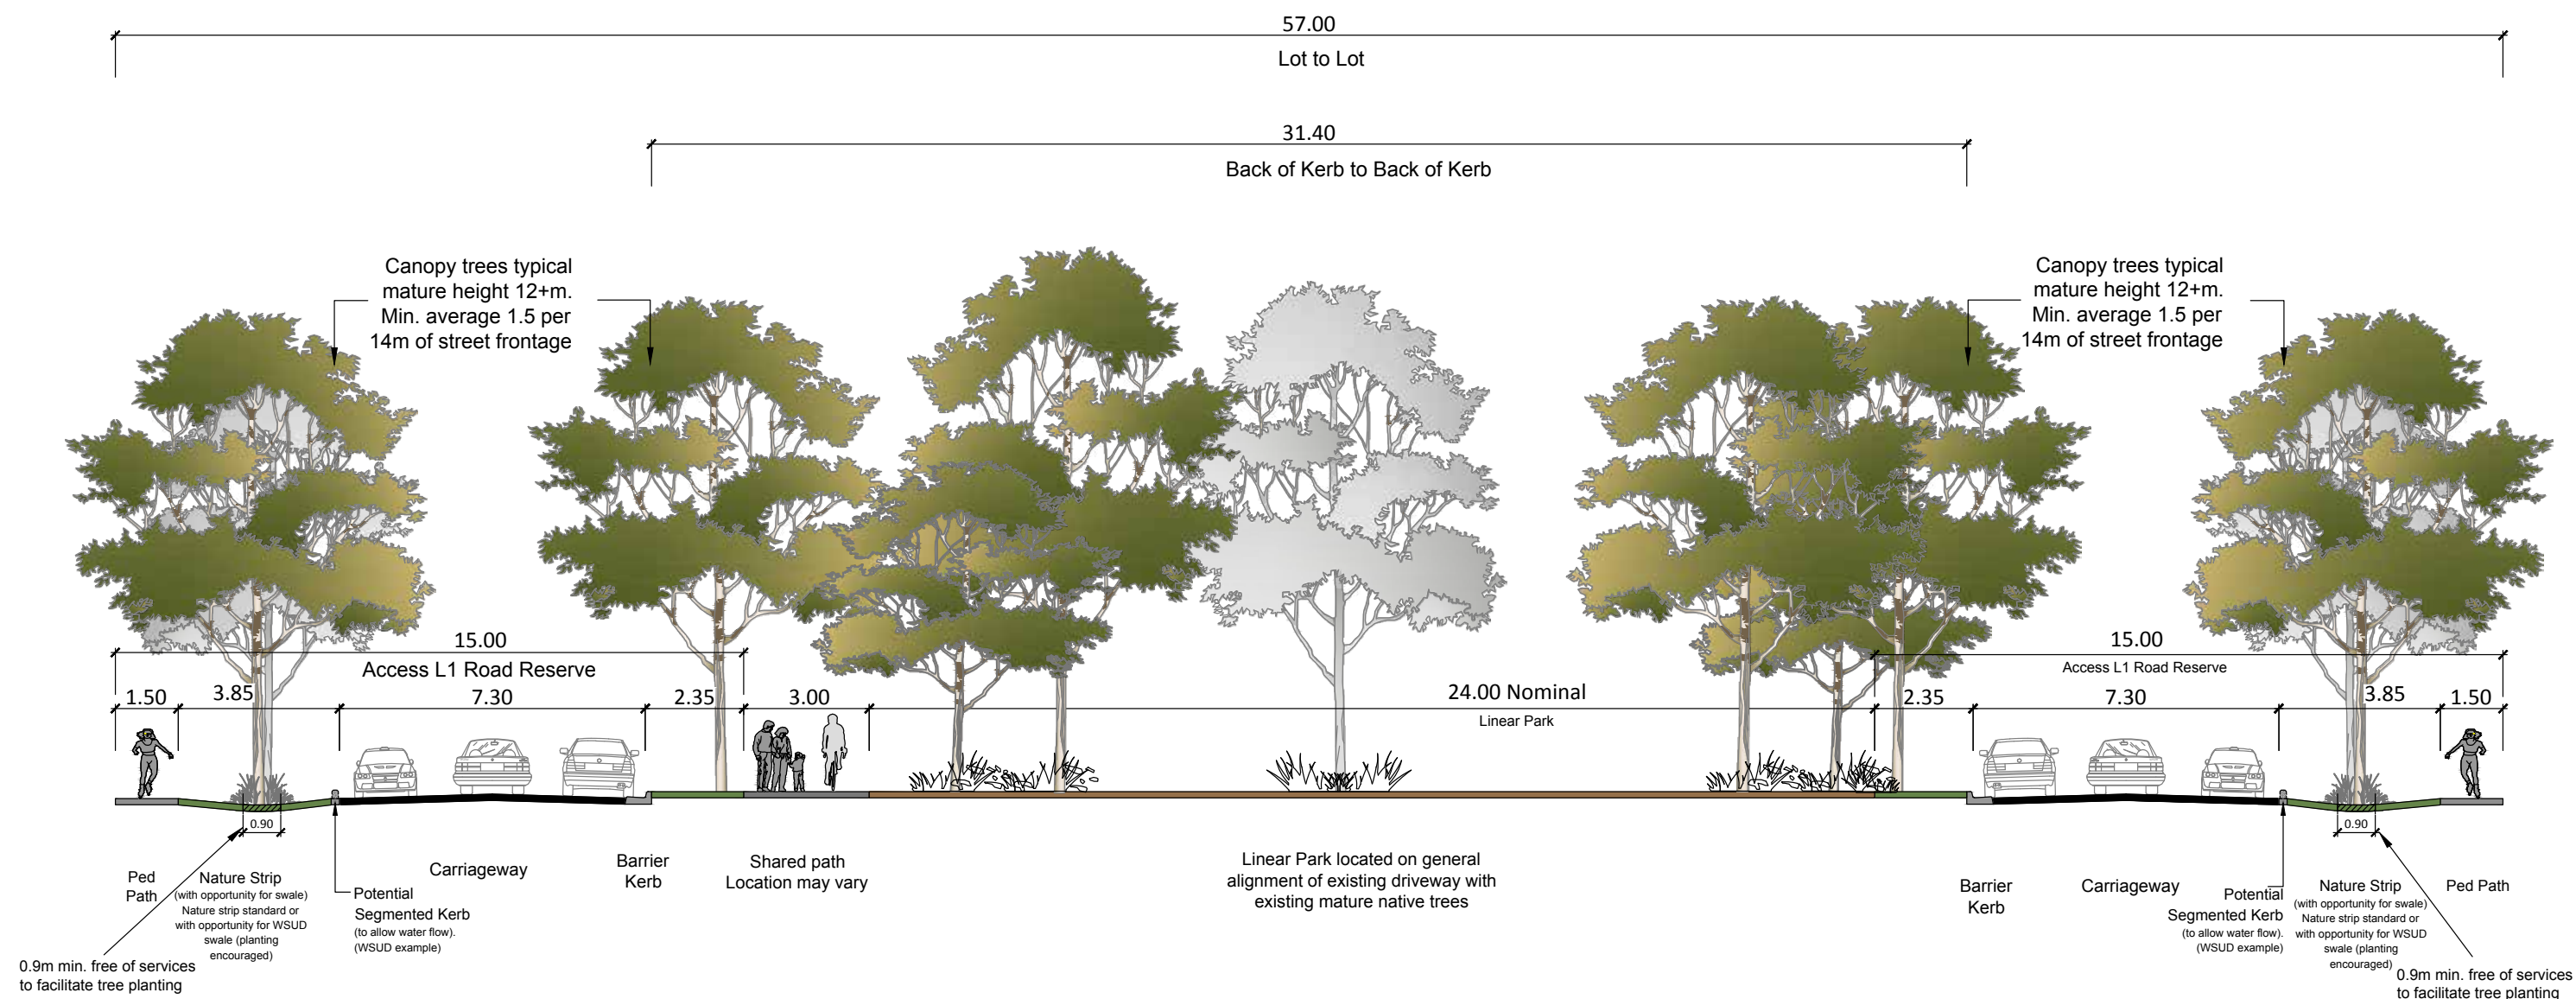 57.00
Lot to Lot
31.40
Back of Kerb to Back of Kerb
Canopy trees typical
mature height 12+m.
Min. average 1.5 per
14m of street frontage
Canopy trees typical
mature height 12+m.
Min. average 1.5 per
14m of street frontage
15.00
Access L1 Road Reserve
1.50
3.85
7.30
2.35
3.00
24.00 Nominal
Linear Park
15.00
Access L1 Road Reserve
2.35
7.30
3.85
1.50
0.90
0.90
Ped
Path
Nature Strip
(with opportunity for swale)
Nature strip standard or
with opportunity for WSUD
swale (planting
encouraged)
0.9m min. free of services
to facilitate tree planting
Potential
Segmented Kerb
(to allow water flow).
(WSUD example)
Carriageway
Barrier
Kerb
Shared path
Location may vary
Linear Park located on general
alignment of existing driveway with
existing mature native trees
Barrier
Kerb
Carriageway
Potential
Segmented Kerb
(to allow water flow).
(WSUD example)
Nature Strip
(with opportunity for swale)
Nature strip standard or
with opportunity for WSUD
swale (planting
encouraged)
Ped Path
0.9m min. free of services
to facilitate tree planting